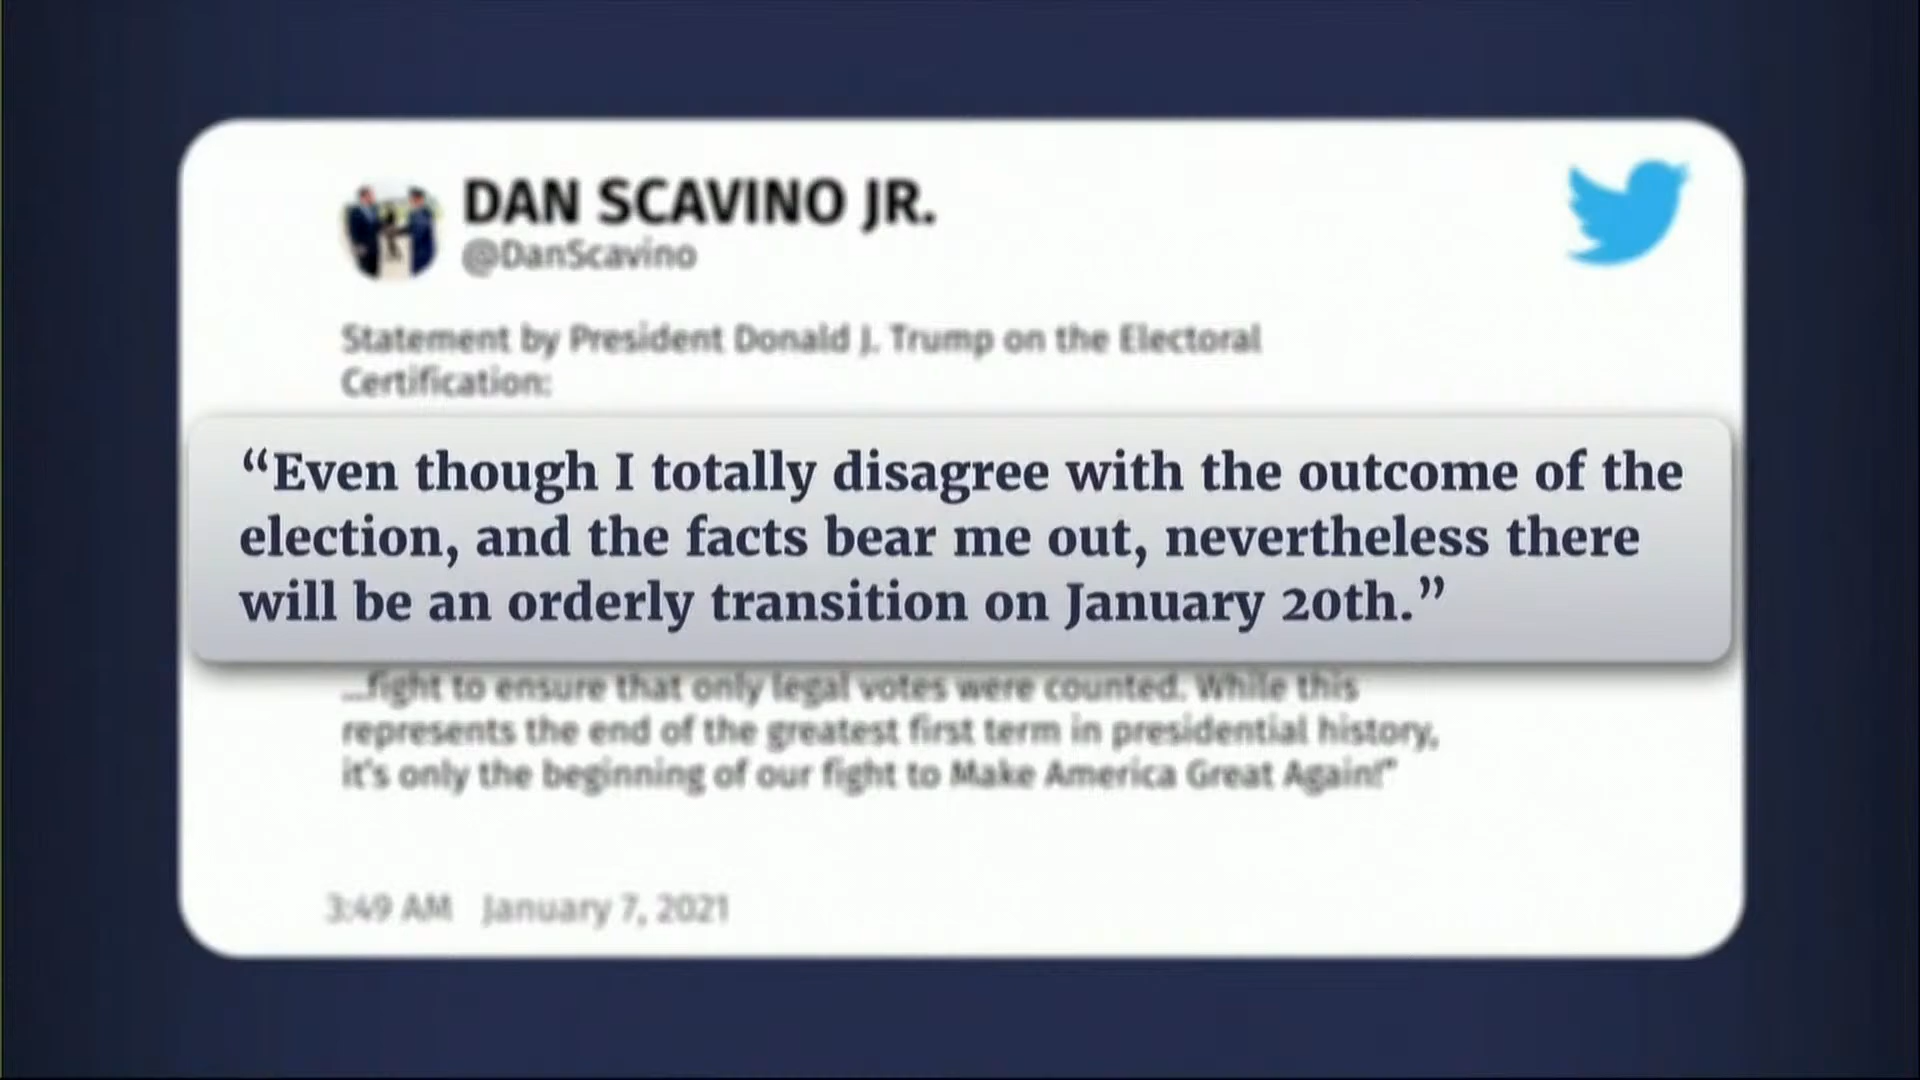 DAN SCAVINO JR.
@DanScavino
Statement by President Donald J. Trump on the Electoral
Certification:
“Even though I totally disagree with the outcome of the
election, and the facts bear me out, nevertheless there
will be an orderly transition on January 20th.”
...fight to ensure that only legal votes were counted. While this
represents the end of the greatest first term in presidential history,
it's only the beginning of our fight to Make America Great Again!"
3:49 AM January 7, 2021